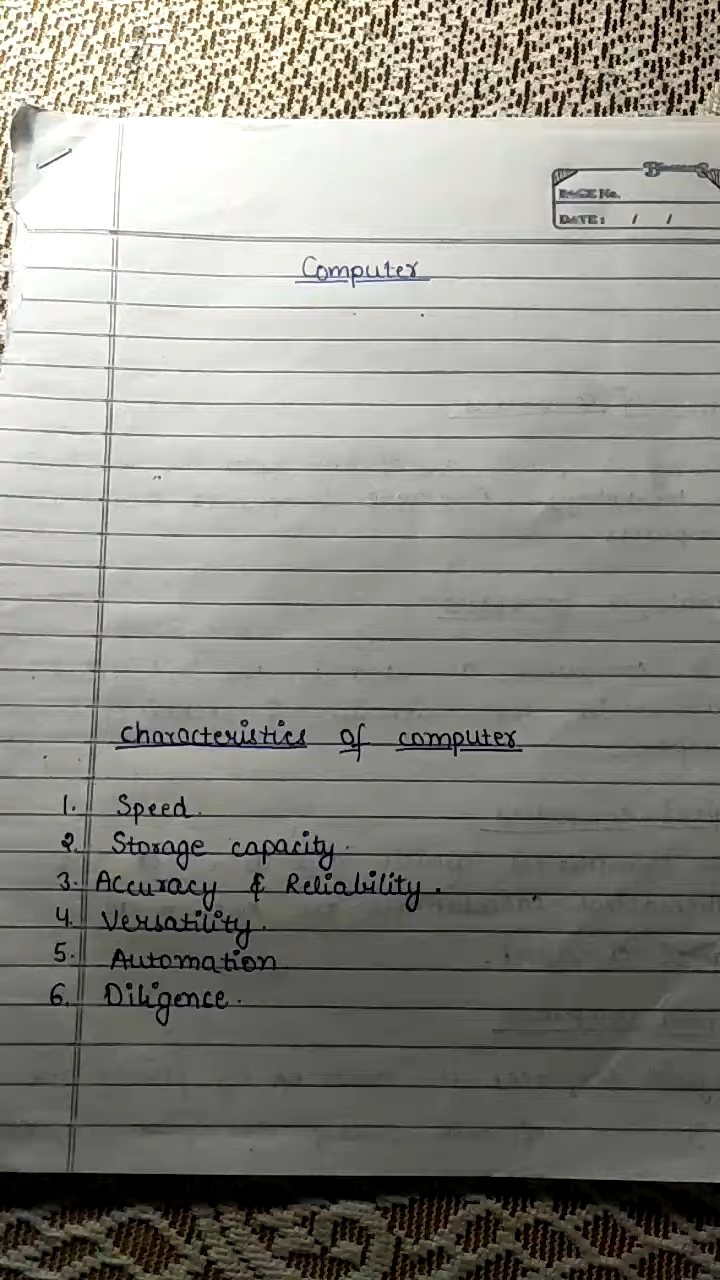 PAGE No.
DATE: / /
Computer
Characteristics of computer
1. Speed.
2. Storage capacity.
3. Accuracy & Reliability.
4. Versatility.
5. Automation
6. Diligence.